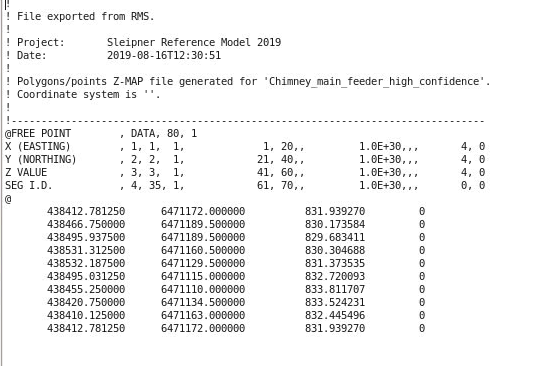 !
! File exported from RMS.
!
! Project:       Sleipner Reference Model 2019
! Date:          2019-08-16T12:30:51
!
! Polygons/points Z-MAP file generated for 'Chimney_main_feeder_high_confidence'.
! Coordinate system is ''.
!
!-------------------------------------------------------------------------------
@FREE POINT        , DATA, 80, 1
X (EASTING)        , 1, 1,  1,             1, 20,,         1.0E+30,,,       4, 0
Y (NORTHING)       , 2, 2,  1,            21, 40,,         1.0E+30,,,       4, 0
Z VALUE            , 3, 3,  1,            41, 60,,         1.0E+30,,,       4, 0
SEG I.D.           , 4, 35, 1,            61, 70,,         1.0E+30,,,       0, 0
@
       438412.781250      6471172.000000          831.939270         0
       438466.750000      6471189.500000          830.173584         0
       438495.937500      6471189.500000          829.683411         0
       438531.312500      6471160.500000          830.304688         0
       438532.187500      6471129.500000          831.373535         0
       438495.031250      6471115.000000          832.720093         0
       438455.250000      6471110.000000          833.811707         0
       438420.750000      6471134.500000          833.524231         0
       438410.125000      6471163.000000          832.445496         0
       438412.781250      6471172.000000          831.939270         0